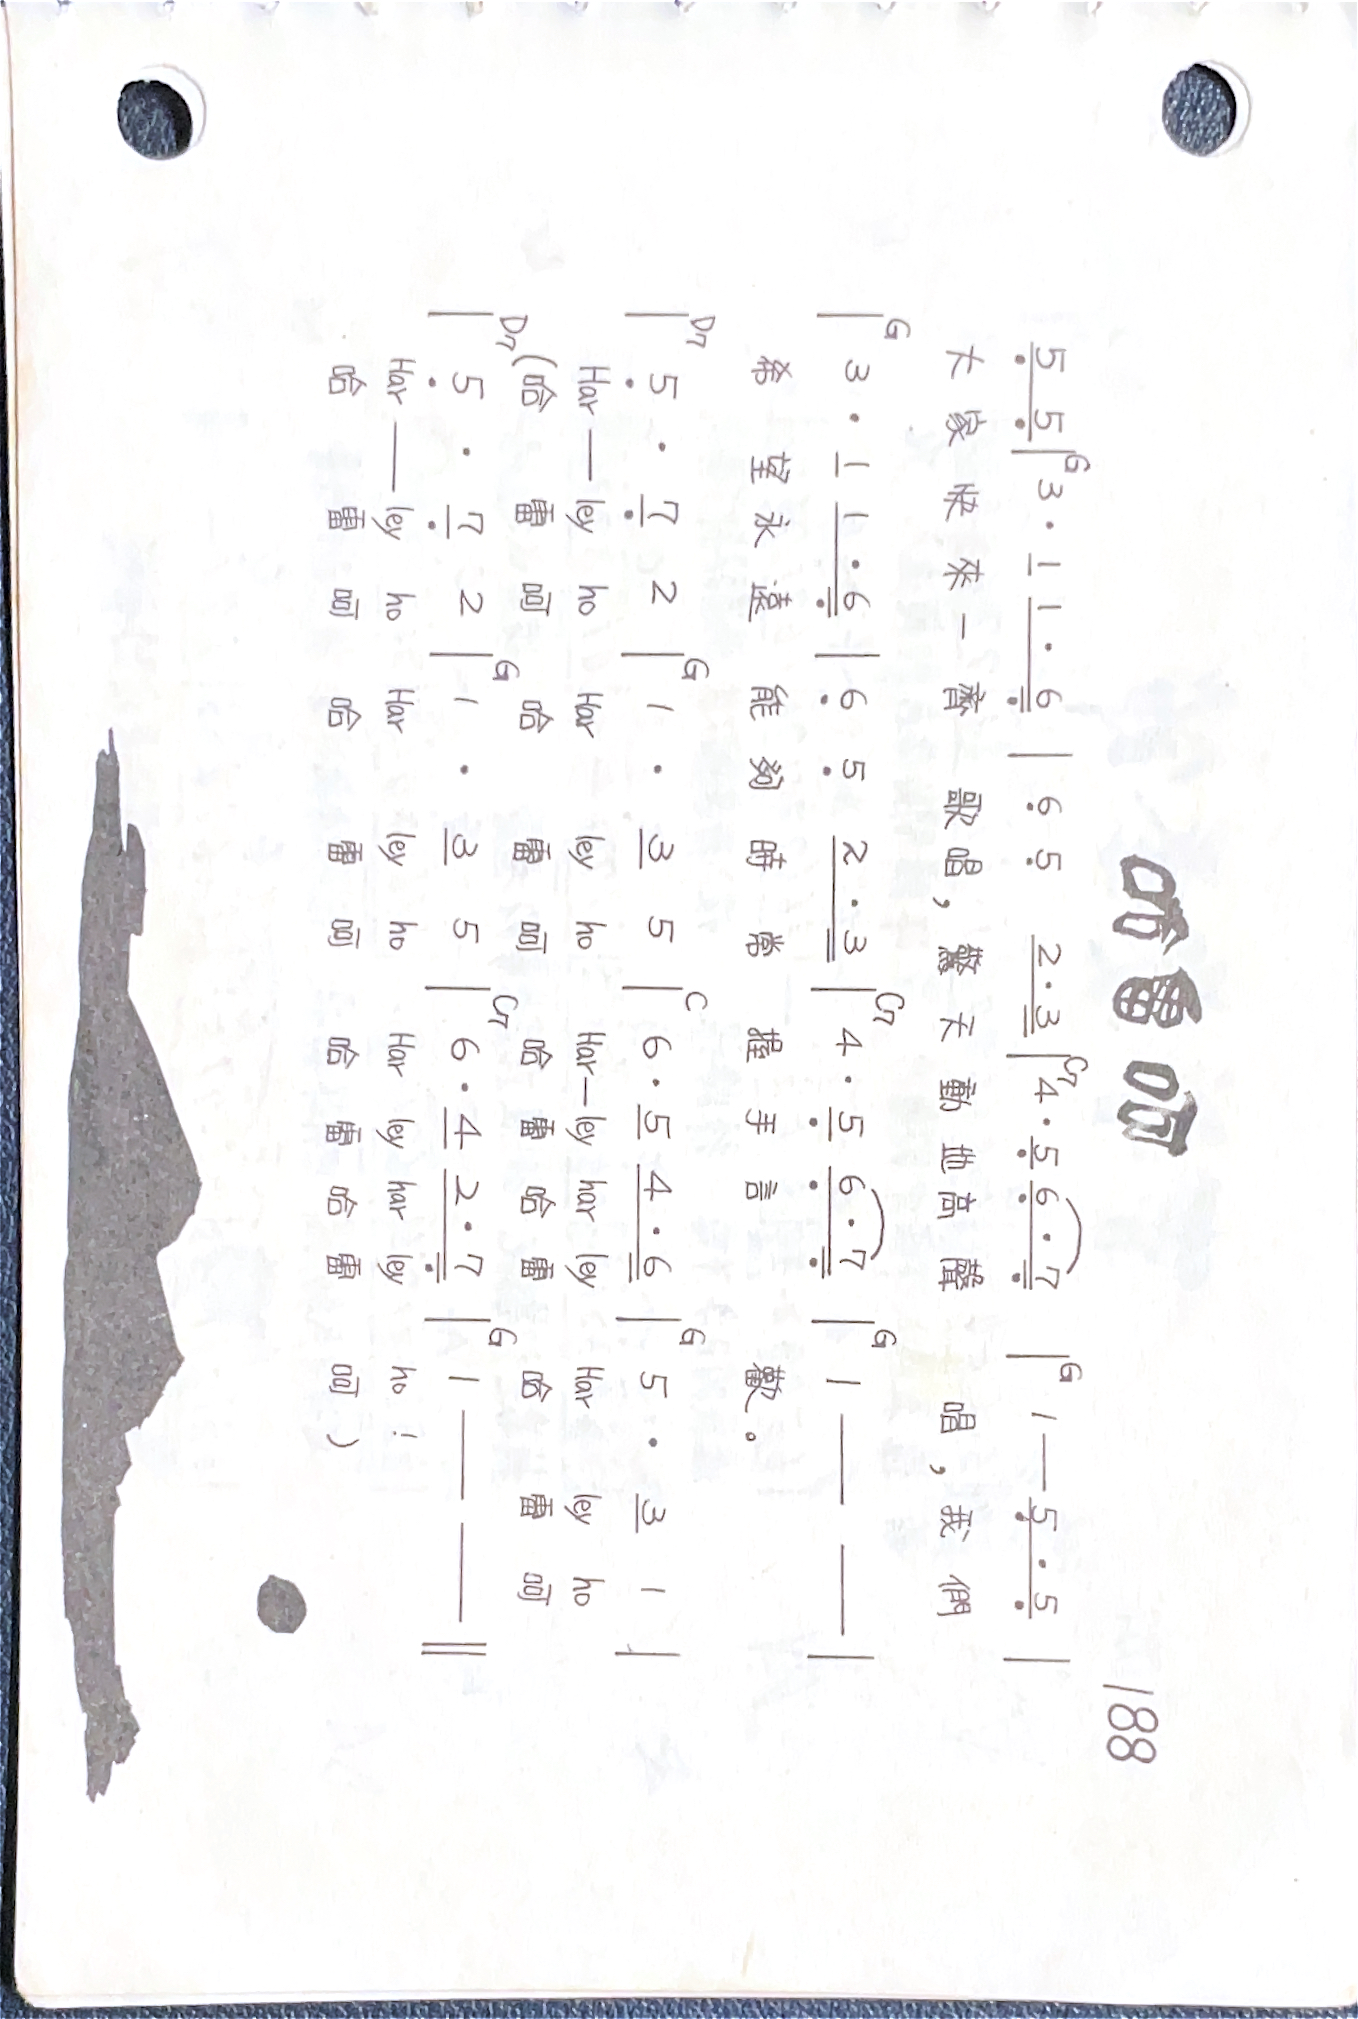 哈雷呵
188
G C7 G
5 5 | 3 · 1 1 · 6 | 6 5 2 · 3 | 4 · 5 6 · 7 | 1 — 5 · 5 |
大家快來一齊 歌唱，驚天動地高聲 唱，我們
G C7 G
| 3 · 1 1 · 6 | 6 5 2 · 3 | 4 · 5 6 · 7 | 1 — — |
希望永遠 能夠時常 握手言 歡。
D7 G C G
| 5 · 7 2 | 1 · 3 5 | 6 · 5 4 · 6 | 5 · 3 1 |
Har — ley ho Har ley ho Har — ley har ley Har ley ho
(哈 雷 呵 哈 雷 呵 哈 雷 哈 雷 哈 雷 呵
D7 G C7 G
| 5 · 7 2 | 1 · 3 5 | 6 · 4 2 · 7 | 1 — — ||
Har — ley ho Har ley ho Har ley har ley ho !
哈 雷 呵 哈 雷 呵 哈 雷 哈 雷 呵)